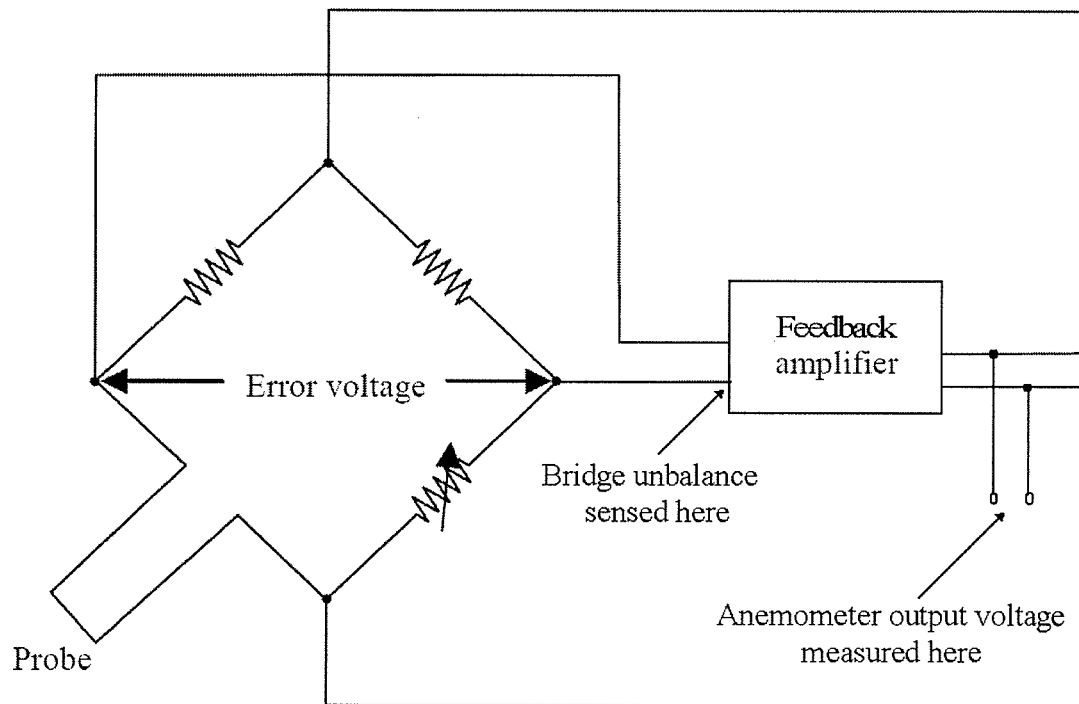 Feedback
amplifier
Error voltage
Bridge unbalance
sensed here
Anemometer output voltage
measured here
Probe